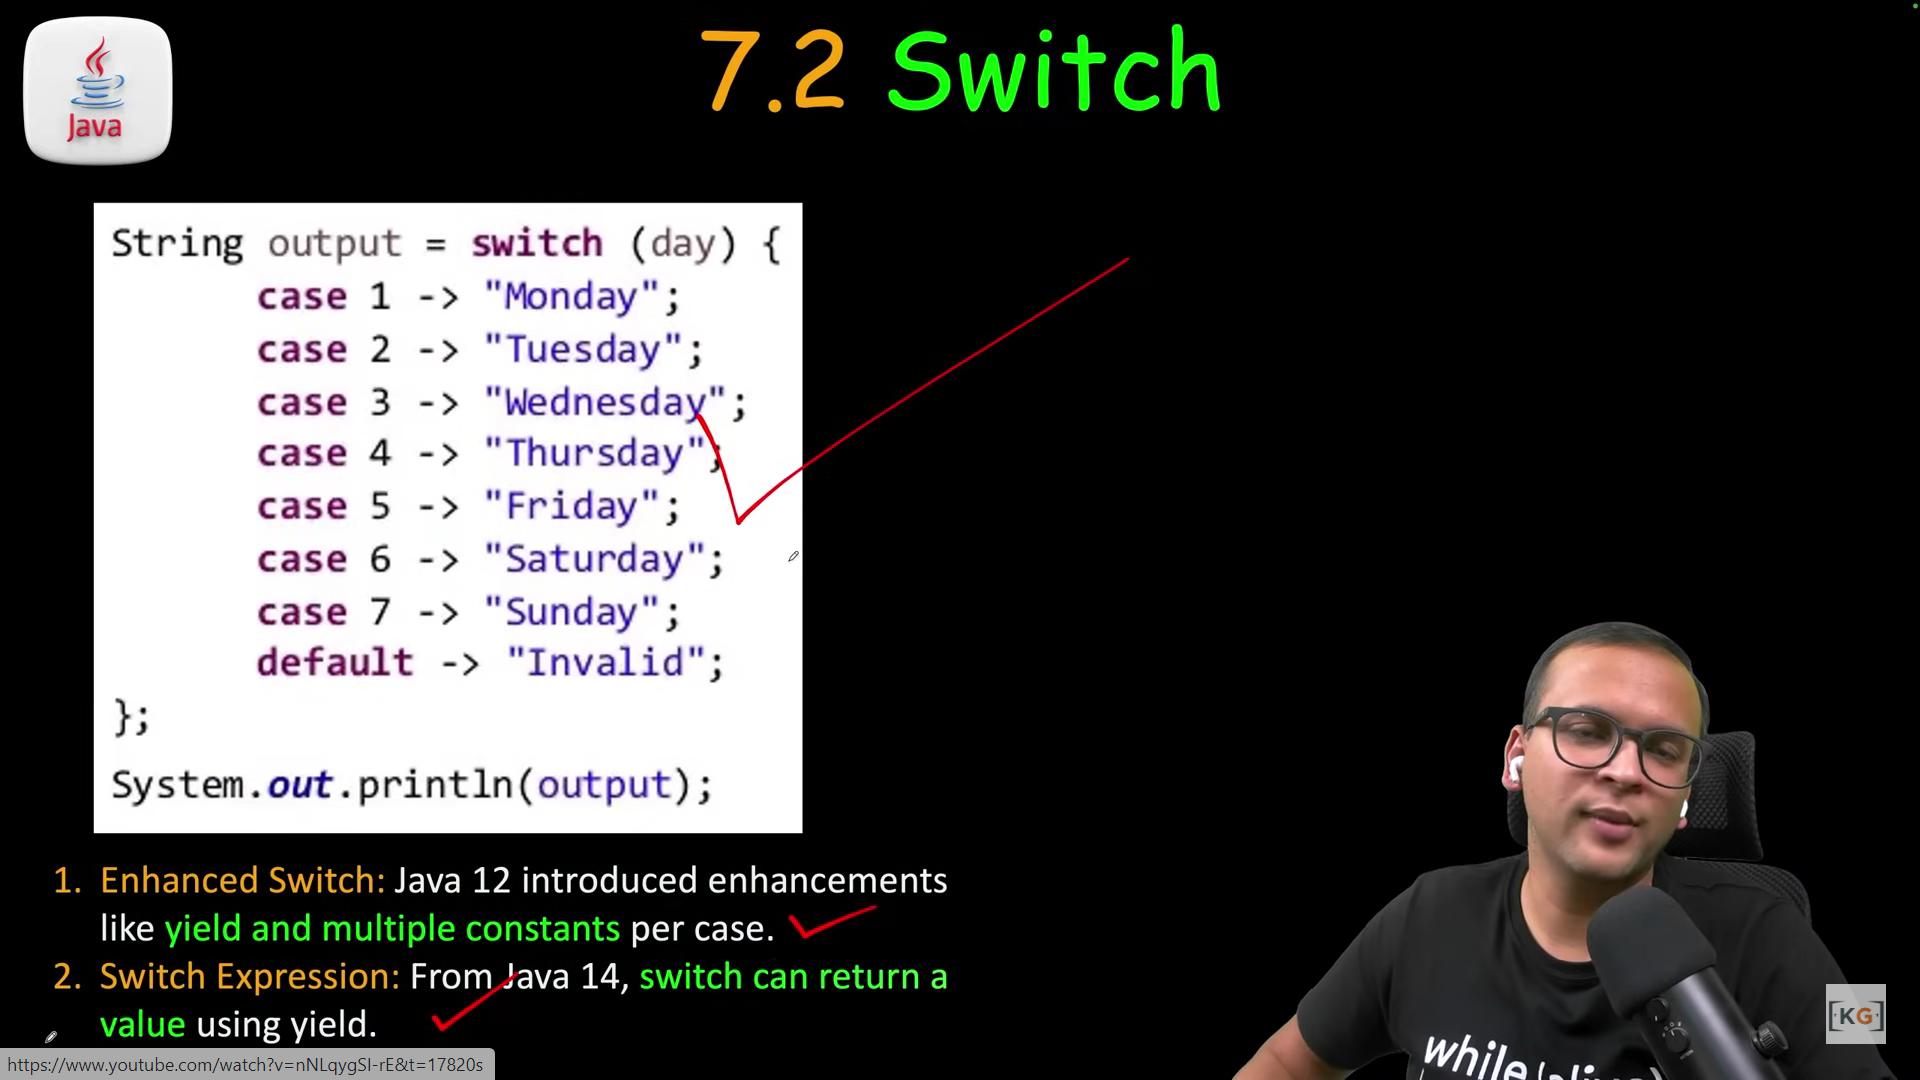 Java
7.2 Switch
String output = switch (day) {
case 1 -> "Monday";
case 2 -> "Tuesday";
case 3 -> "Wednesday";
case 4 -> "Thursday";
case 5 -> "Friday";
case 6 -> "Saturday";
case 7 -> "Sunday";
default -> "Invalid";
};
System.out.println(output);
1. Enhanced Switch: Java 12 introduced enhancements
like yield and multiple constants per case.
2. Switch Expression: From Java 14, switch can return a
value using yield.
[KG]
while
https://www.youtube.com/watch?v=nNLqygSI-rE&t=17820s